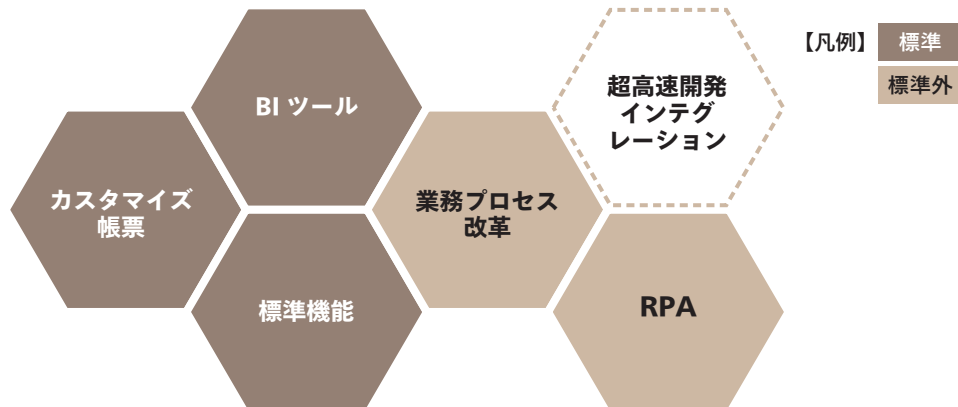 【凡例】 標準
標準外
BI ツール
超高速開発
インテグ
レーション
カスタマイズ
帳票
業務プロセス
改革
標準機能
RPA